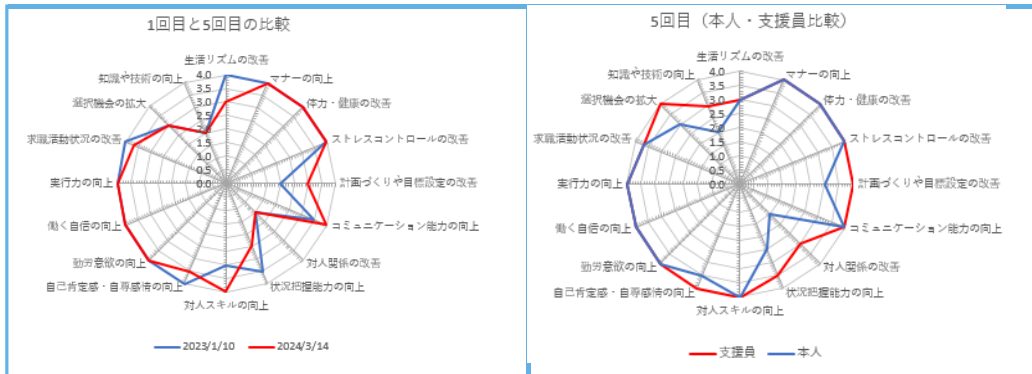 1回目と5回目の比較
生活リズムの改善
マナーの向上
体力・健康の改善
ストレスコントロールの改善
計画づくりや目標設定の改善
コミュニケーション能力の向上
対人関係の改善
状況把握能力の向上
対人スキルの向上
自己肯定感・自尊感情の向上
勤労意欲の向上
働く自信の向上
実行力の向上
求職活動状況の改善
選択機会の拡大
知識や技術の向上
4.0
3.5
3.0
2.5
2.0
1.5
1.0
0.5
0.0
2023/1/10
2024/3/14
5回目（本人・支援員比較）
生活リズムの改善
マナーの向上
体力・健康の改善
ストレスコントロールの改善
計画づくりや目標設定の改善
コミュニケーション能力の向上
対人関係の改善
状況把握能力の向上
対人スキルの向上
自己肯定感・自尊感情の向上
勤労意欲の向上
働く自信の向上
実行力の向上
求職活動状況の改善
選択機会の拡大
知識や技術の向上
4.0
3.5
3.0
2.5
2.0
1.5
1.0
0.5
0.0
支援員
本人